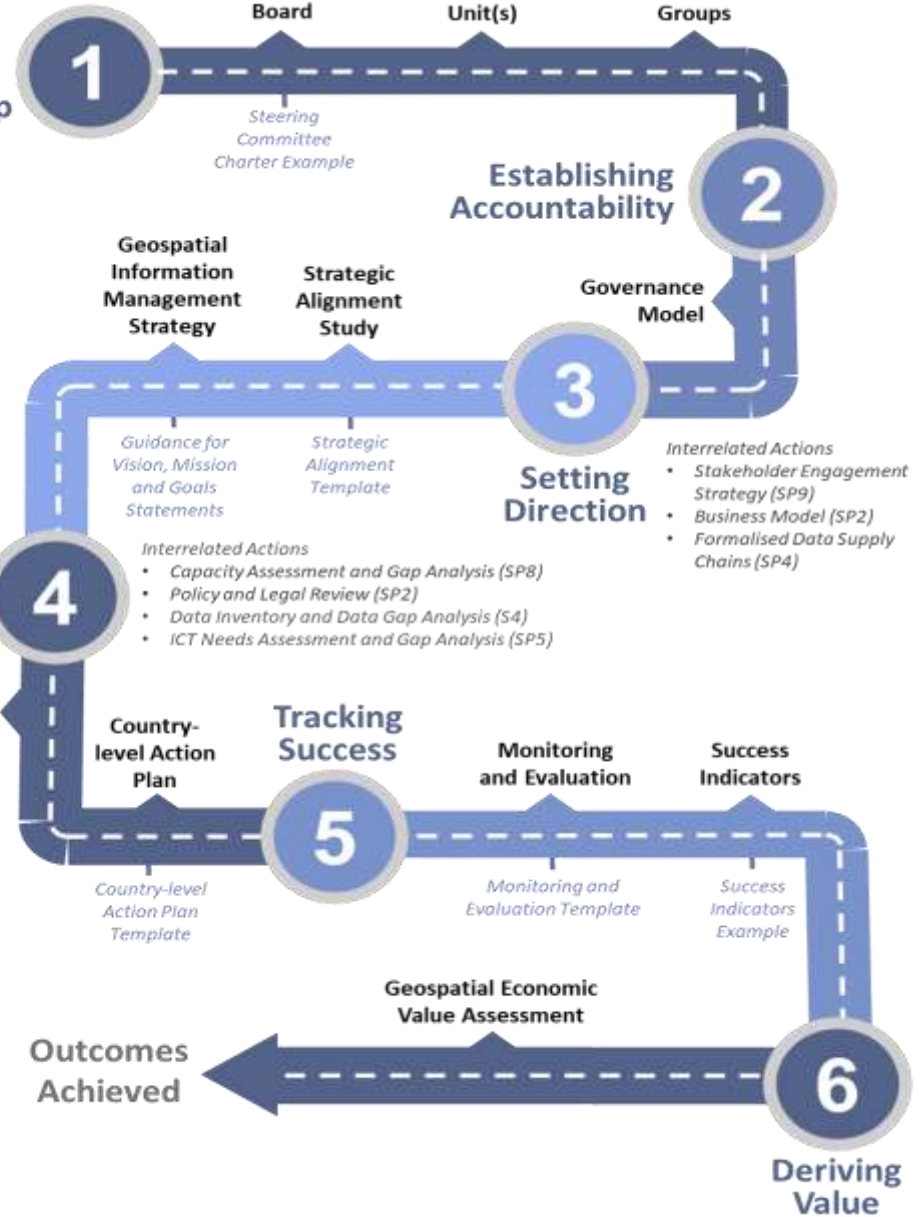 Board
Unit(s)
Groups
1
p
Steering
Committee
Charter Example
Establishing
Accountability
2
Geospatial
Information
Management
Strategy
Strategic
Alignment
Study
Governance
Model
3
Guidance for
Vision, Mission
and Goals
Statements
Strategic
Alignment
Template
Setting
Direction
Interrelated Actions
• Stakeholder Engagement
Strategy (SP9)
• Business Model (SP2)
• Formalised Data Supply
Chains (SP4)
4
Interrelated Actions
• Capacity Assessment and Gap Analysis (SP8)
• Policy and Legal Review (SP2)
• Data Inventory and Data Gap Analysis (S4)
• ICT Needs Assessment and Gap Analysis (SP5)
Country-
level Action
Plan
Tracking
Success
Monitoring
and Evaluation
Success
Indicators
5
Country-level
Action Plan
Template
Monitoring and
Evaluation Template
Success
Indicators
Example
Geospatial Economic
Value Assessment
Outcomes
Achieved
6
Deriving
Value